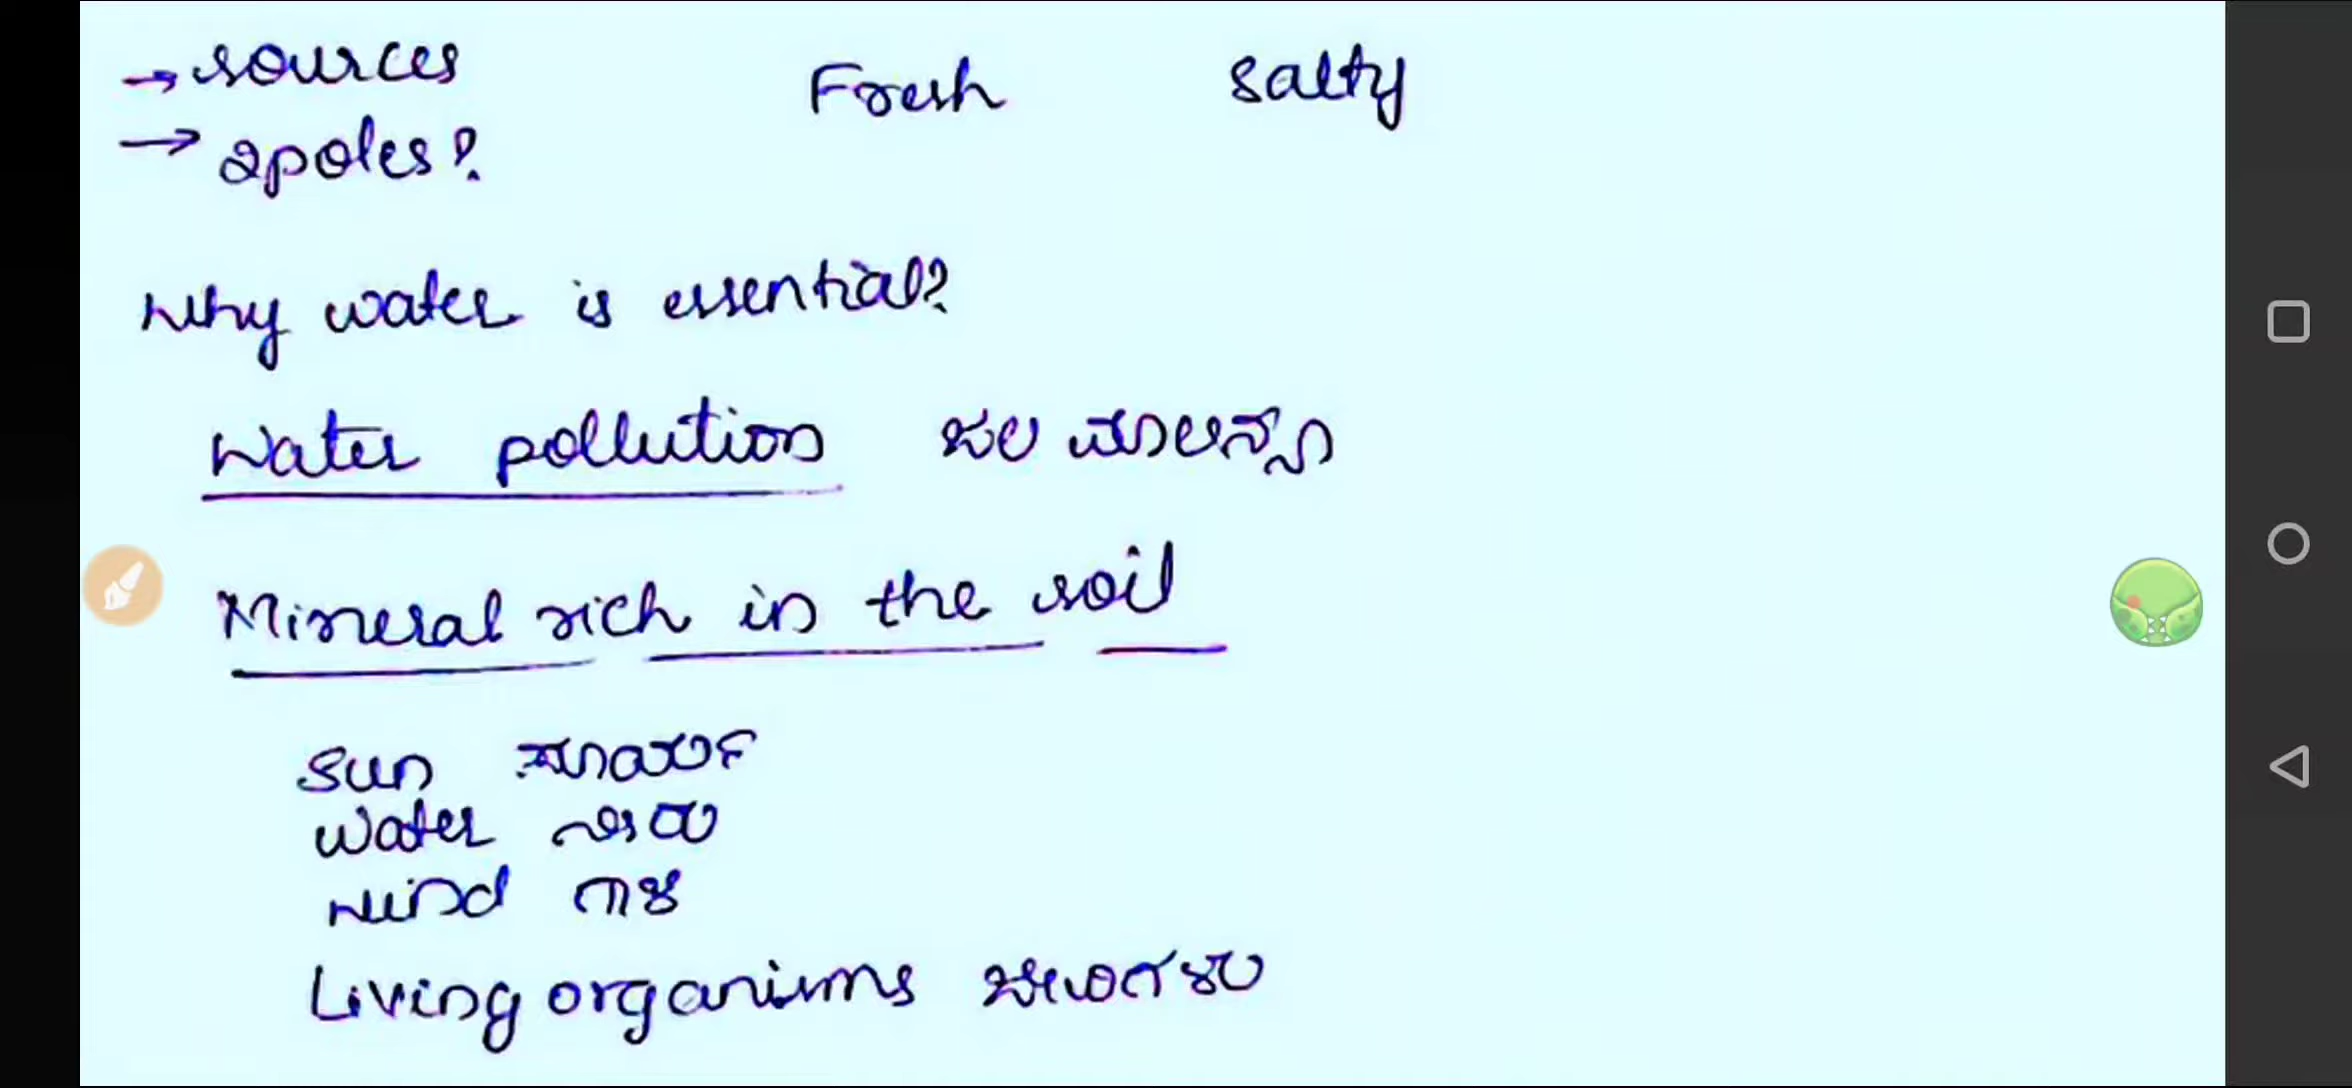 → sources Fresh Salty
→ 2poles?
Why water is essential?
Water pollution ಜಲ ಮಾಲಿನ್ಯ
Mineral rich in the soil
Sun ಸೂರ್ಯ
Water ನೀರು
Wind ಗಾಳಿ
Living organisms ಜೀವಿಗಳು